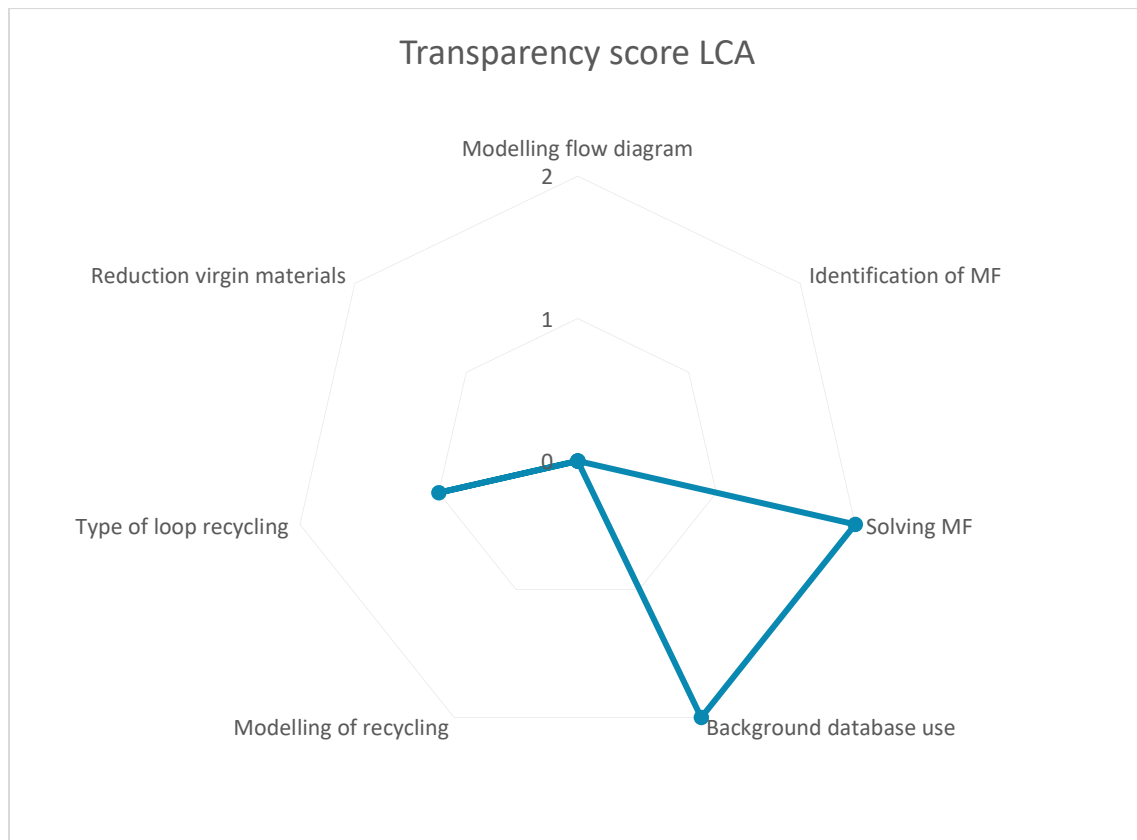 Transparency score LCA
Modelling flow diagram
2
Reduction virgin materials
Identification of MF
1
0
Type of loop recycling
Solving MF
Modelling of recycling
Background database use